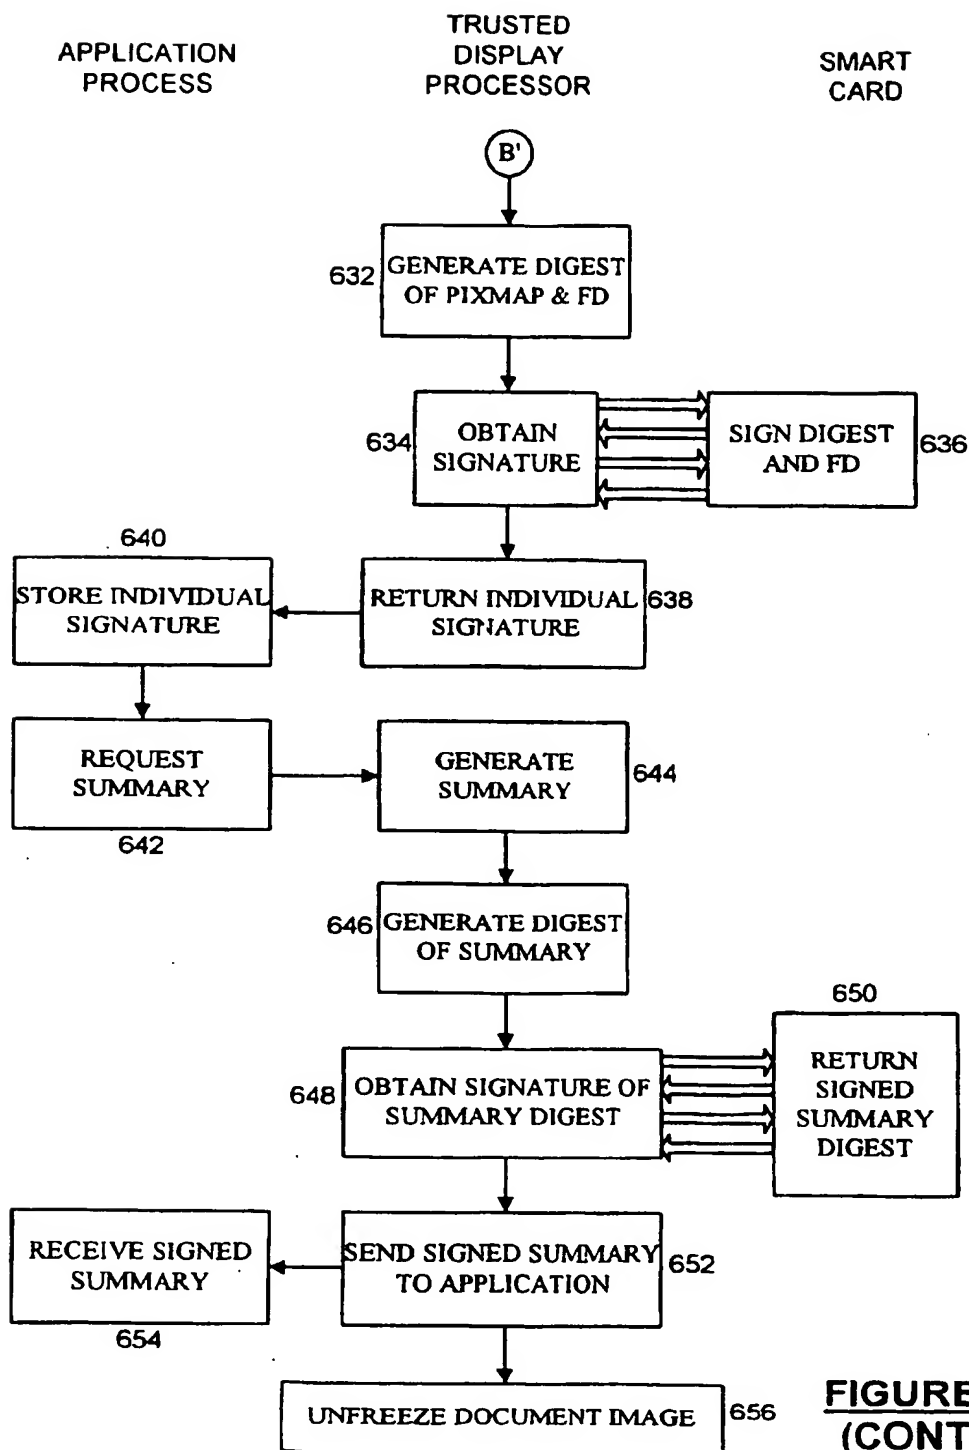 APPLICATION
PROCESS
TRUSTED
DISPLAY
PROCESSOR
SMART
CARD
B'
632
GENERATE DIGEST
OF PIXMAP & FD
634
OBTAIN
SIGNATURE
SIGN DIGEST
AND FD
636
640
STORE INDIVIDUAL
SIGNATURE
RETURN INDIVIDUAL
SIGNATURE
638
REQUEST
SUMMARY
642
GENERATE
SUMMARY
644
646
GENERATE DIGEST
OF SUMMARY
648
OBTAIN SIGNATURE OF
SUMMARY DIGEST
650
RETURN
SIGNED
SUMMARY
DIGEST
RECEIVE SIGNED
SUMMARY
654
SEND SIGNED SUMMARY
TO APPLICATION
652
UNFREEZE DOCUMENT IMAGE
656
FIGURE
(CONT